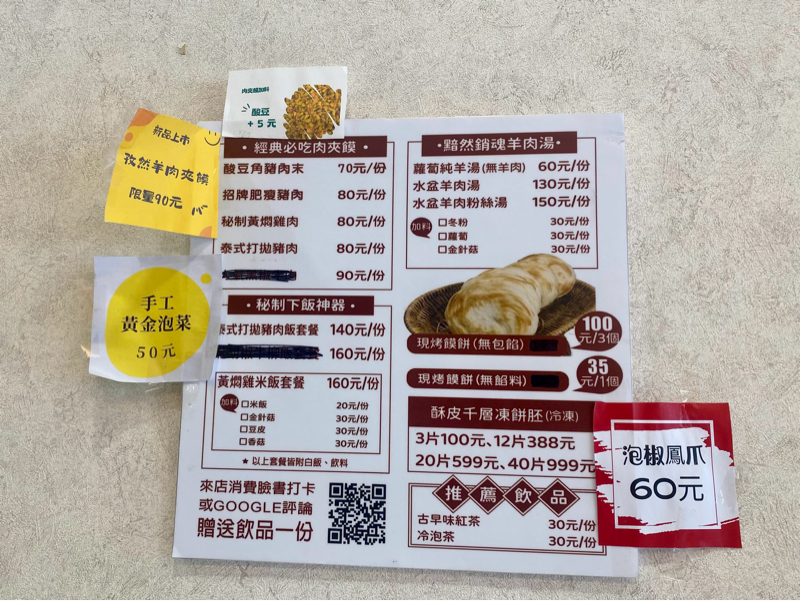 肉夾饃加料
酸豆
+5元
新品上市
孜然羊肉夾饃
限量90元
手工
黃金泡菜
50元
•經典必吃肉夾饃•
酸豆角豬肉末 70元/份
招牌肥瘦豬肉 80元/份
秘制黃燜雞肉 80元/份
泰式打拋豬肉 80元/份
90元/份
•秘制下飯神器•
泰式打拋豬肉飯套餐 140元/份
160元/份
黃燜雞米飯套餐 160元/份
加料
□米飯 20元/份
□金針菇 30元/份
□豆皮 30元/份
□香菇 30元/份
★以上套餐皆附白飯、飲料
來店消費臉書打卡
或GOOGLE評論
贈送飲品一份
•黯然銷魂羊肉湯•
蘿蔔純羊湯(無羊肉) 60元/份
水盆羊肉湯 130元/份
水盆羊肉粉絲湯 150元/份
加料
□冬粉 30元/份
□蘿蔔 30元/份
□金針菇 30元/份
現烤饃餅(無包餡)
100元/3個
現烤饃餅(無餡料)
35元/1個
酥皮千層凍餅胚(冷凍)
3片100元、12片388元
20片599元、40片999元
推薦飲品
古早味紅茶 30元/份
冷泡茶 30元/份
泡椒鳳爪
60元